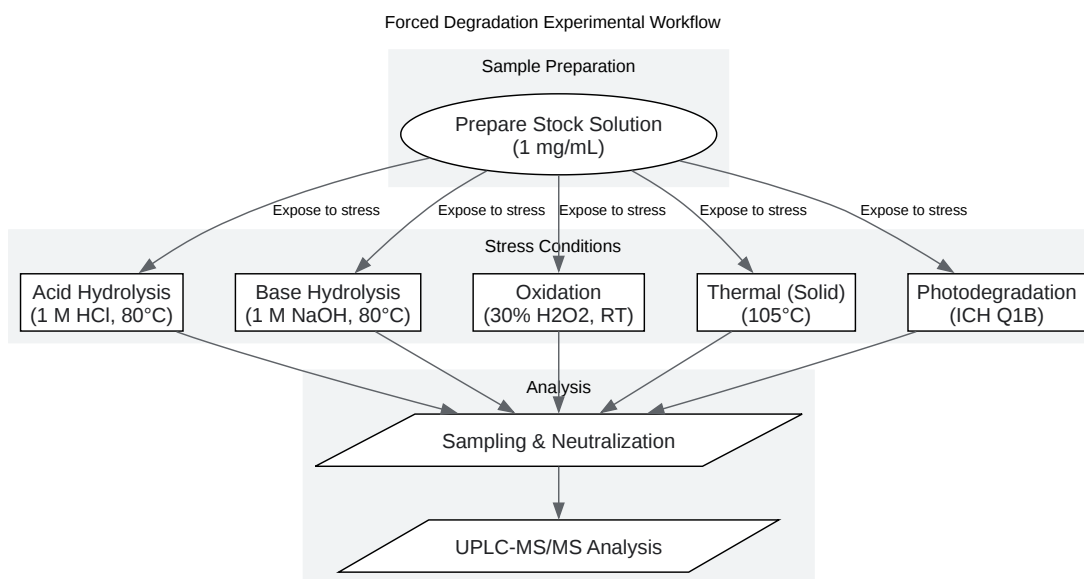 Forced Degradation Experimental Workflow
Sample Preparation
Prepare Stock Solution
(1 mg/mL)
Expose to stress
Expose to stress
Expose to stress
Expose to stress
Expose to stress
Stress Conditions
Acid Hydrolysis
(1 M HCl, 80°C)
Base Hydrolysis
(1 M NaOH, 80°C)
Oxidation
(30% H2O2, RT)
Thermal (Solid)
(105°C)
Photodegradation
(ICH Q1B)
Analysis
Sampling & Neutralization
UPLC-MS/MS Analysis